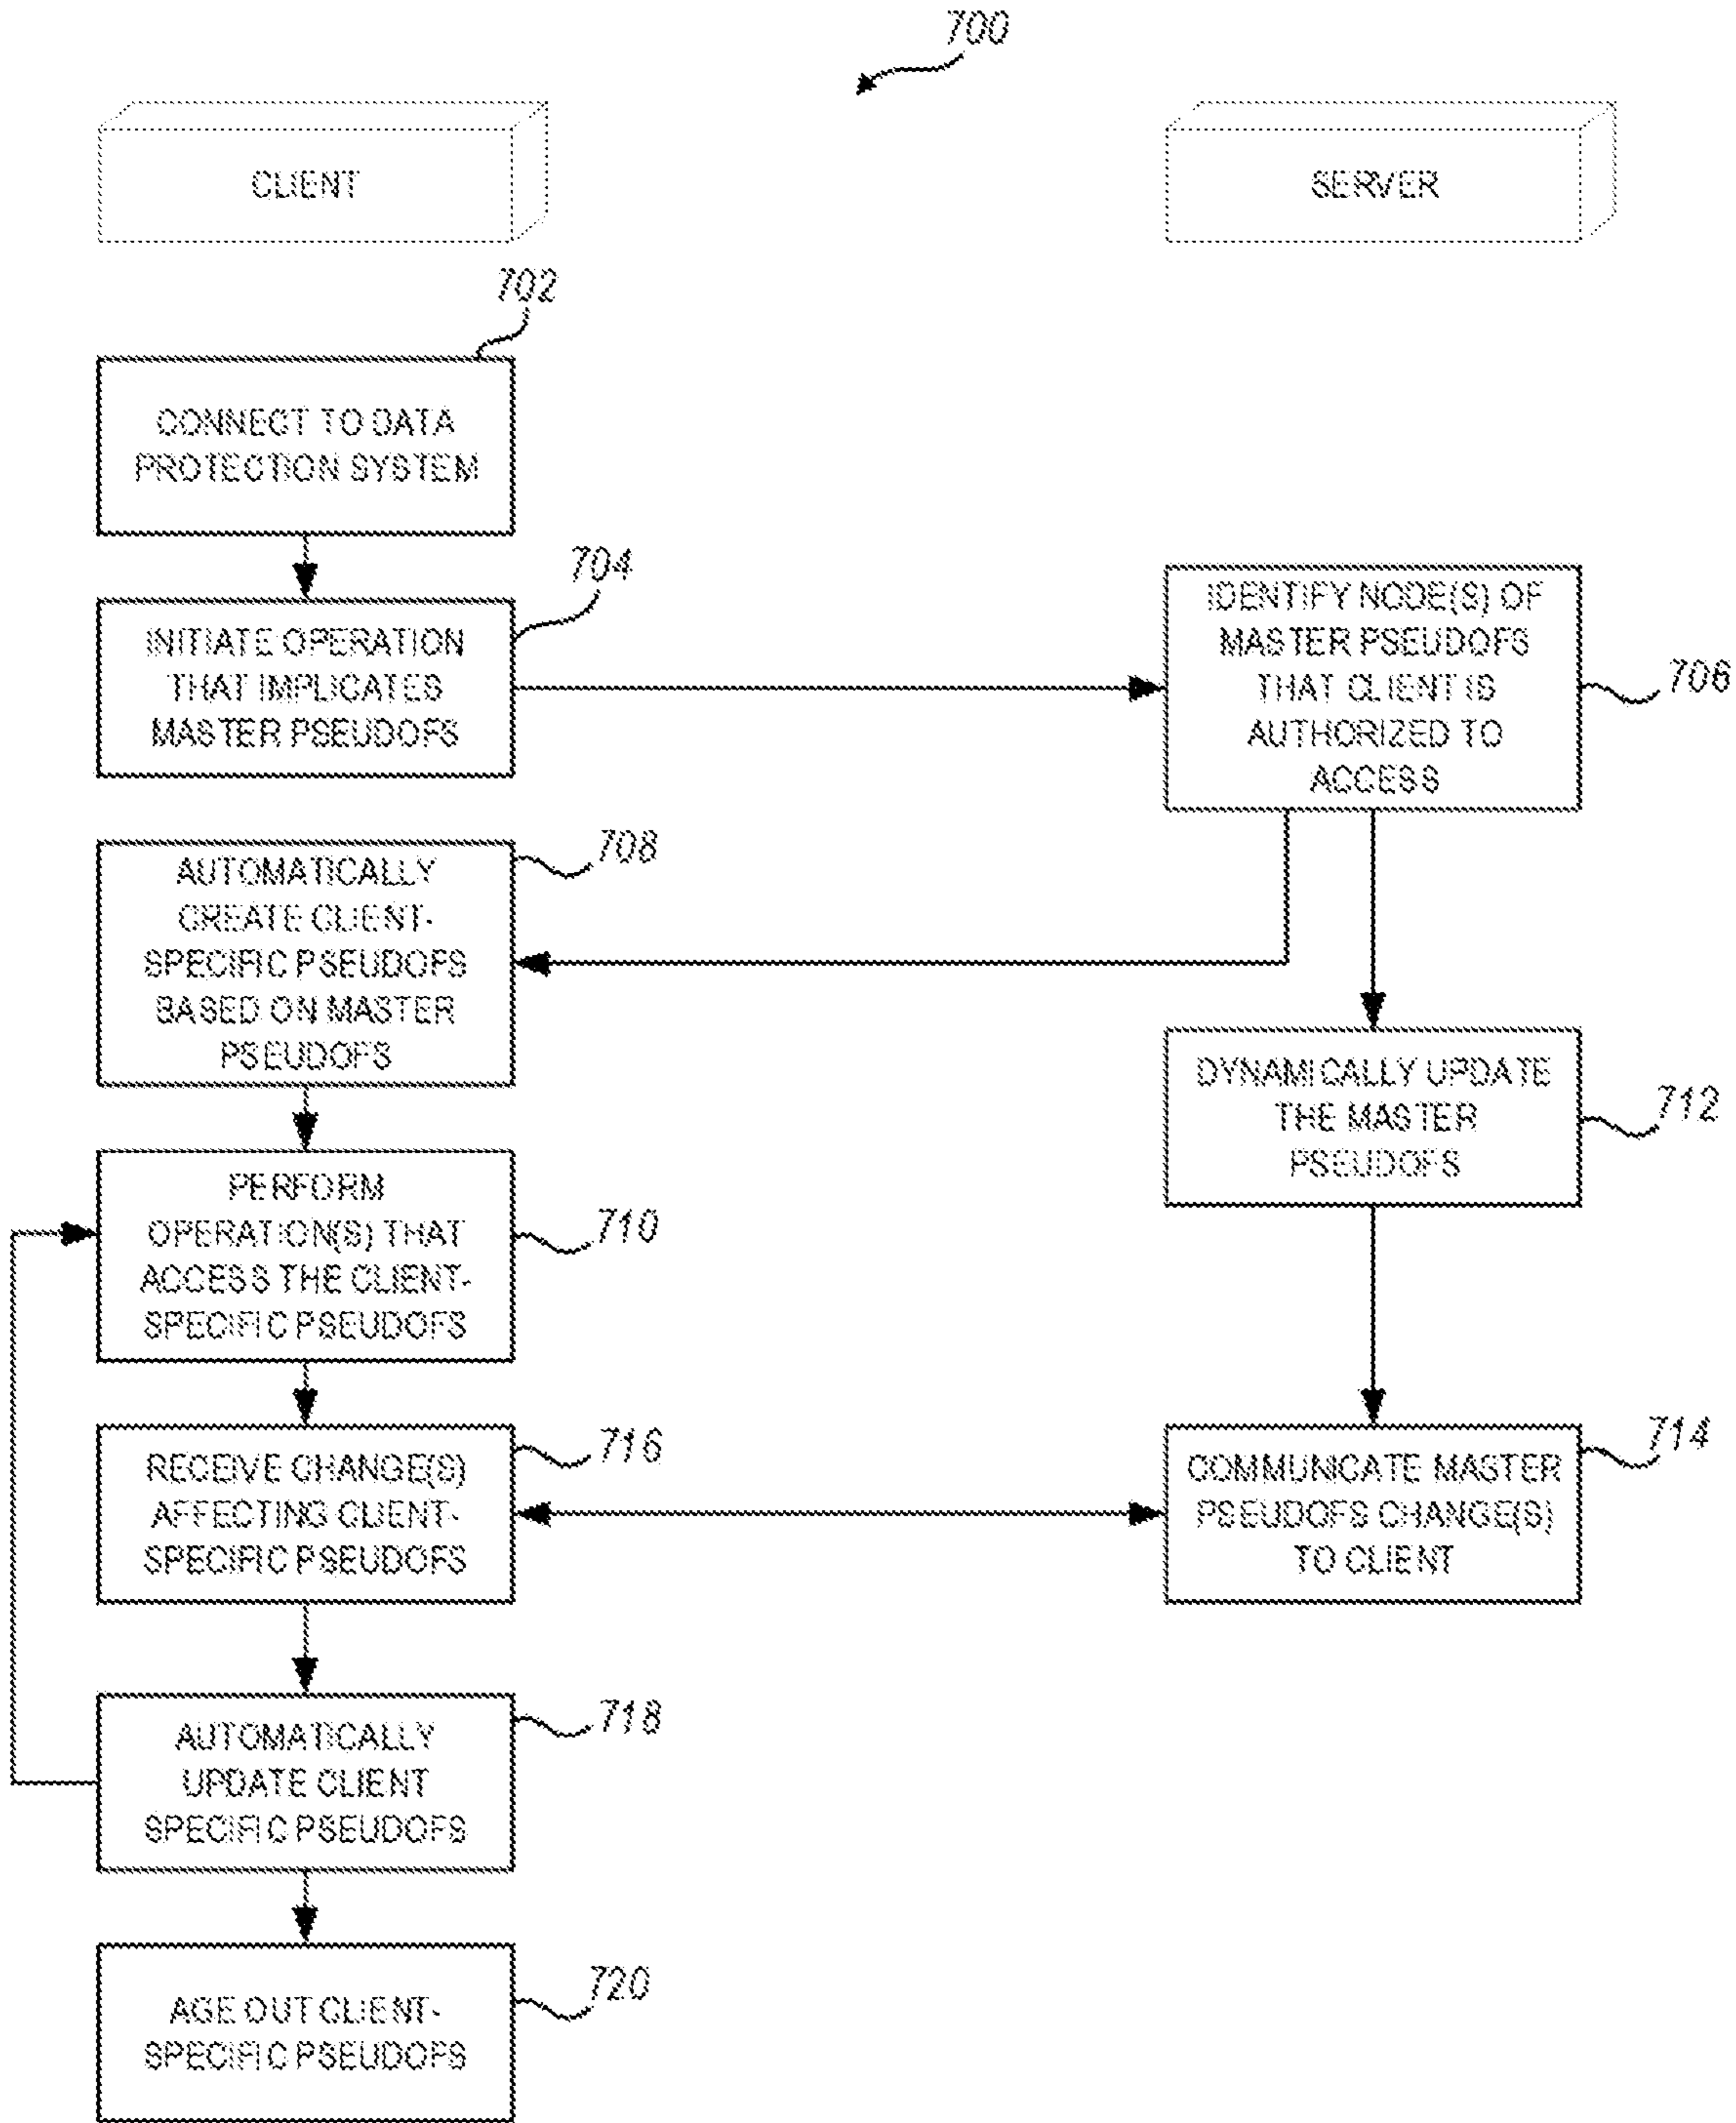 700
CLIENT
SERVER
702
CONNECT TO DATA
PROTECTION SYSTEM
704
INITIATE OPERATION
THAT IMPLICATES
MASTER PSEUDOFS
IDENTIFY NODE(S) OF
MASTER PSEUDOFS
THAT CLIENT IS
AUTHORIZED TO
ACCESS
706
708
AUTOMATICALLY
CREATE CLIENT-
SPECIFIC PSEUDOFS
BASED ON MASTER
PSEUDOFS
DYNAMICALLY UPDATE
THE MASTER
PSEUDOFS
712
PERFORM
OPERATION(S) THAT
ACCESS THE CLIENT-
SPECIFIC PSEUDOFS
710
RECEIVE CHANGE(S)
AFFECTING CLIENT-
SPECIFIC PSEUDOFS
716
COMMUNICATE MASTER
PSEUDOFS CHANGE(S)
TO CLIENT
714
AUTOMATICALLY
UPDATE CLIENT
SPECIFIC PSEUDOFS
718
AGE OUT CLIENT-
SPECIFIC PSEUDOFS
720